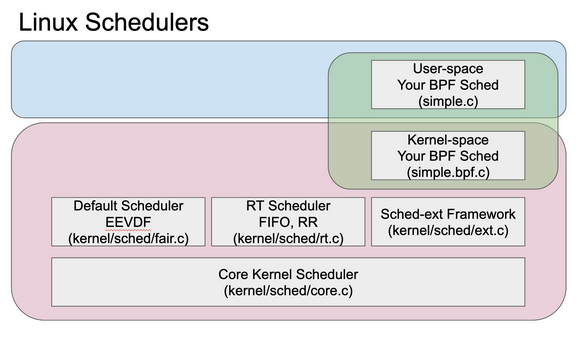 Linux Schedulers
User-space
Your BPF Sched
(simple.c)
Kernel-space
Your BPF Sched
(simple.bpf.c)
Default Scheduler
EEVDF
(kernel/sched/fair.c)
RT Scheduler
FIFO, RR
(kernel/sched/rt.c)
Sched-ext Framework
(kernel/sched/ext.c)
Core Kernel Scheduler
(kernel/sched/core.c)